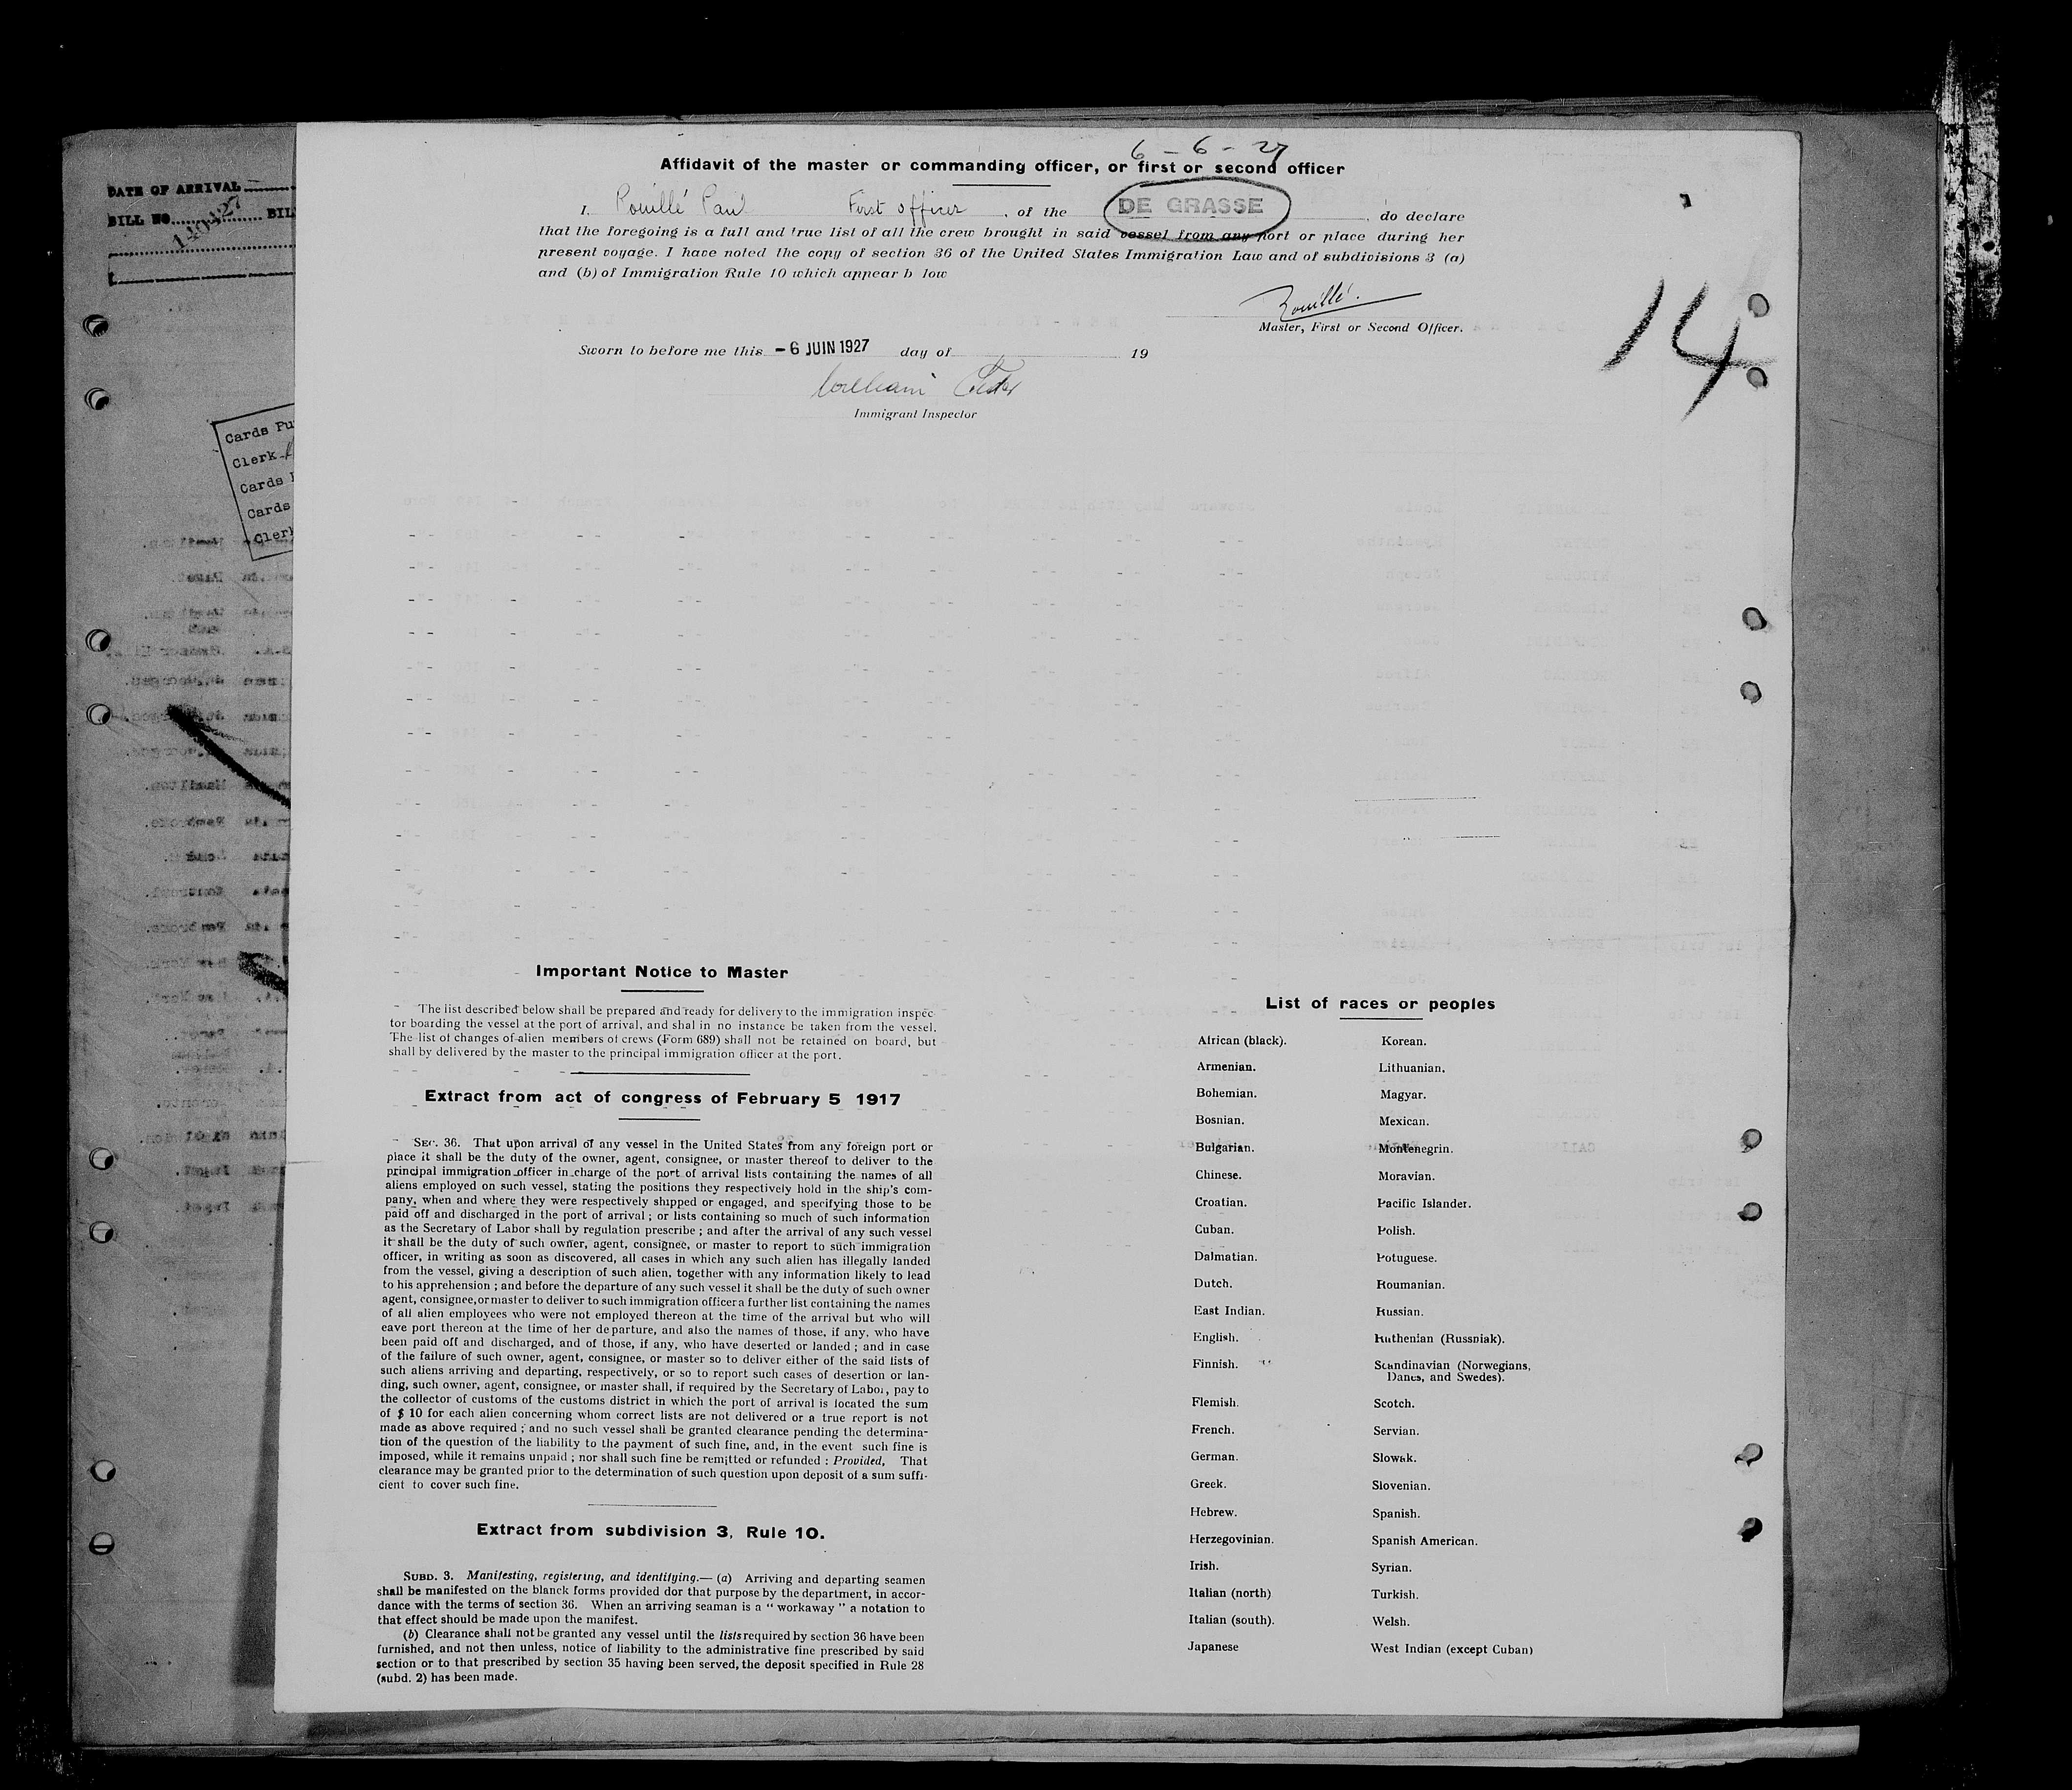 6 - 6 - 27
Affidavit of the master or commanding officer, or first or second officer
I, Rouillé Paul First officer, of the DE GRASSE, do declare
that the foregoing is a full and true list of all the crew brought in said vessel from any port or place during her
present voyage. I have noted the copy of section 36 of the United States Immigration Law and of subdivisions 3 (a)
and (b) of Immigration Rule 10 which appear b low
Rouillé.
Master, First or Second Officer.
14
Sworn to before me this -6 JUIN 1927 day of 19
William
Immigrant Inspector
DATE OF ARRIVAL
BILL NO.
140427
Clerk
Cards
Cards
Important Notice to Master
The list described below shall be prepared and ready for delivery to the immigration inspec
tor boarding the vessel at the port of arrival, and shal in no instance be taken from the vessel.
The list of changes of alien members of crews (Form 689) shall not be retained on board, but
shall by delivered by the master to the principal immigration officer at the port.
Extract from act of congress of February 5 1917
SEC. 36. That upon arrival of any vessel in the United States from any foreign port or
place it shall be the duty of the owner, agent, consignee, or master thereof to deliver to the
principal immigration officer in charge of the port of arrival lists containing the names of all
aliens employed on such vessel, stating the positions they respectively hold in the ship's com-
pany, when and where they were respectively shipped or engaged, and specifying those to be
paid off and discharged in the port of arrival ; or lists containing so much of such information
as the Secretary of Labor shall by regulation prescribe ; and after the arrival of any such vessel
it shall be the duty of such owner, agent, consignee, or master to report to such immigration
officer, in writing as soon as discovered, all cases in which any such alien has illegally landed
from the vessel, giving a description of such alien, together with any information likely to lead
to his apprehension ; and before the departure of any such vessel it shall be the duty of such owner
agent, consignee, or master to deliver to such immigration officer a further list containing the names
of all alien employees who were not employed thereon at the time of the arrival but who will
eave port thereon at the time of her departure, and also the names of those, if any, who have
been paid off and discharged, and of those, if any, who have deserted or landed ; and in case
of the failure of such owner, agent, consignee, or master so to deliver either of the said lists of
such aliens arriving and departing, respectively, or so to report such cases of desertion or lan-
ding, such owner, agent, consignee, or master shall, if required by the Secretary of Labor, pay to
the collector of customs of the customs district in which the port of arrival is located the sum
of $ 10 for each alien concerning whom correct lists are not delivered or a true report is not
made as above required ; and no such vessel shall be granted clearance pending the determina-
tion of the question of the liability to the payment of such fine, and, in the event such fine is
imposed, while it remains unpaid ; nor shall such fine be remitted or refunded : Provided, That
clearance may be granted prior to the determination of such question upon deposit of a sum suffi-
cient to cover such fine.
Extract from subdivision 3, Rule 10.
SUBD. 3. Manifesting, registering, and identifying.— (a) Arriving and departing seamen
shall be manifested on the blanck forms provided dor that purpose by the department, in accor-
dance with the terms of section 36. When an arriving seaman is a “ workaway ” a notation to
that effect should be made upon the manifest.
(b) Clearance shall not be granted any vessel until the lists required by section 36 have been
furnished, and not then unless, notice of liability to the administrative fine prescribed by said
section or to that prescribed by section 35 having been served, the deposit specified in Rule 28
(subd. 2) has been made.
List of races or peoples
African (black). Korean.
Armenian. Lithuanian.
Bohemian. Magyar.
Bosnian. Mexican.
Bulgarian. Montenegrin.
Chinese. Moravian.
Croatian. Pacific Islander.
Cuban. Polish.
Dalmatian. Potuguese.
Dutch. Roumanian.
East Indian. Russian.
English. Ruthenian (Russniak).
Finnish. Scandinavian (Norwegians,
Danes, and Swedes).
Flemish. Scotch.
French. Servian.
German. Slowak.
Greek. Slovenian.
Hebrew. Spanish.
Herzegovinian. Spanish American.
Irish. Syrian.
Italian (north) Turkish.
Italian (south). Welsh.
Japanese West Indian (except Cuban)